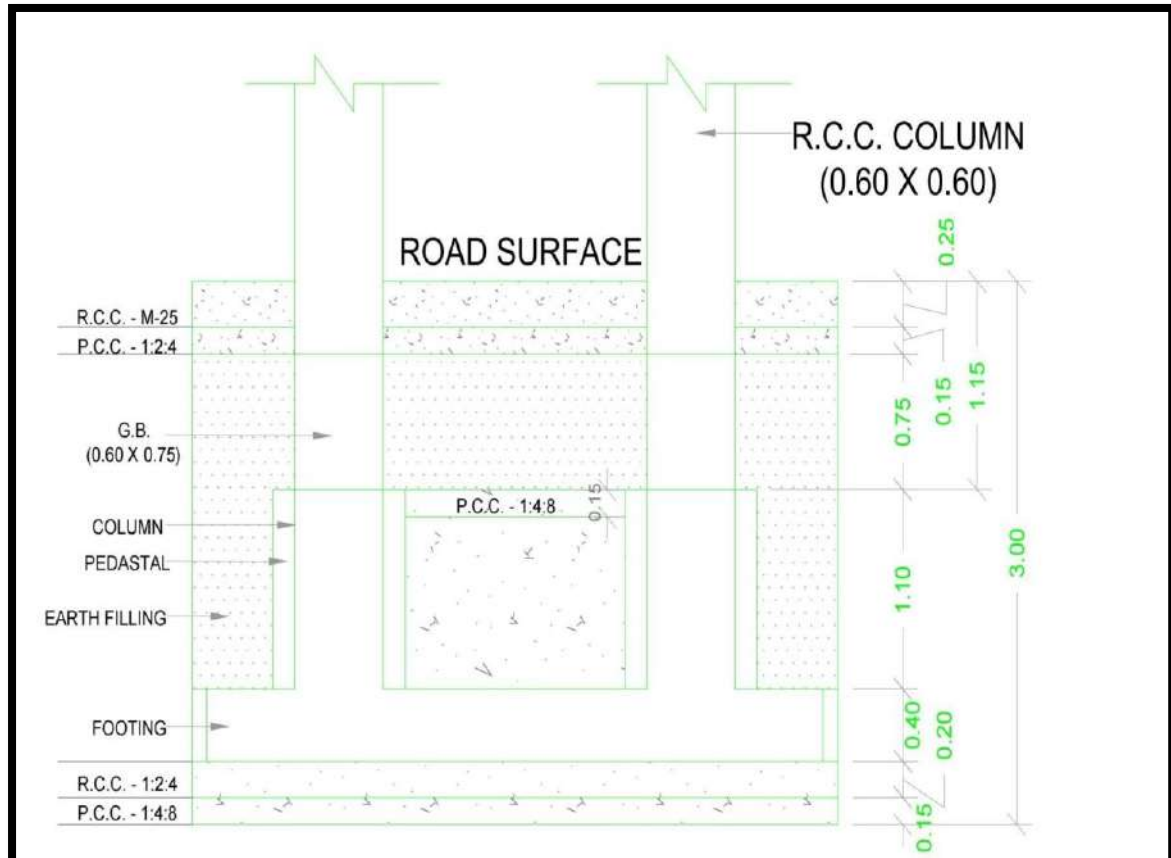 R.C.C. COLUMN
(0.60 X 0.60)
ROAD SURFACE
0.25
R.C.C. - M-25
P.C.C. - 1:2:4
0.75
0.15
1.15
G.B.
(0.60 X 0.75)
P.C.C. - 1:4:8
0.15
COLUMN
PEDASTAL
1.10
3.00
EARTH FILLING
FOOTING
0.40
0.20
R.C.C. - 1:2:4
P.C.C. - 1:4:8
0.15